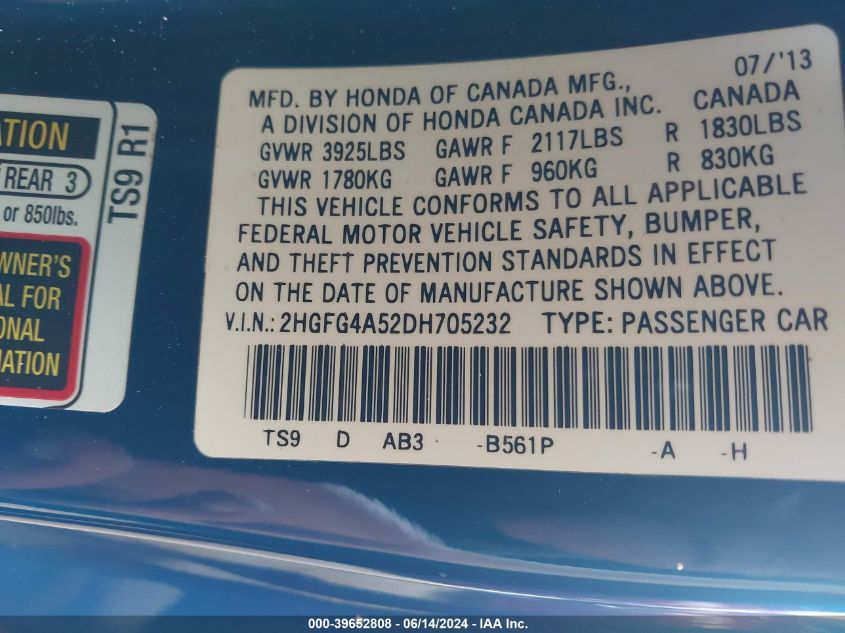 ATION
REAR 3
or 850lbs.
WNER'S
AL FOR
ONAL
MATION
TS9 R1
07/'13
MFD. BY HONDA OF CANADA MFG.,
A DIVISION OF HONDA CANADA INC. CANADA
GVWR 3925LBS GAWR F 2117LBS R 1830LBS
GVWR 1780KG GAWR F 960KG R 830KG
THIS VEHICLE CONFORMS TO ALL APPLICABLE
FEDERAL MOTOR VEHICLE SAFETY, BUMPER,
AND THEFT PREVENTION STANDARDS IN EFFECT
ON THE DATE OF MANUFACTURE SHOWN ABOVE.
V.I.N.: 2HGFG4A52DH705232 TYPE: PASSENGER CAR
TS9 D AB3 -B561P -A -H
000-39652808 - 06/14/2024 - IAA Inc.